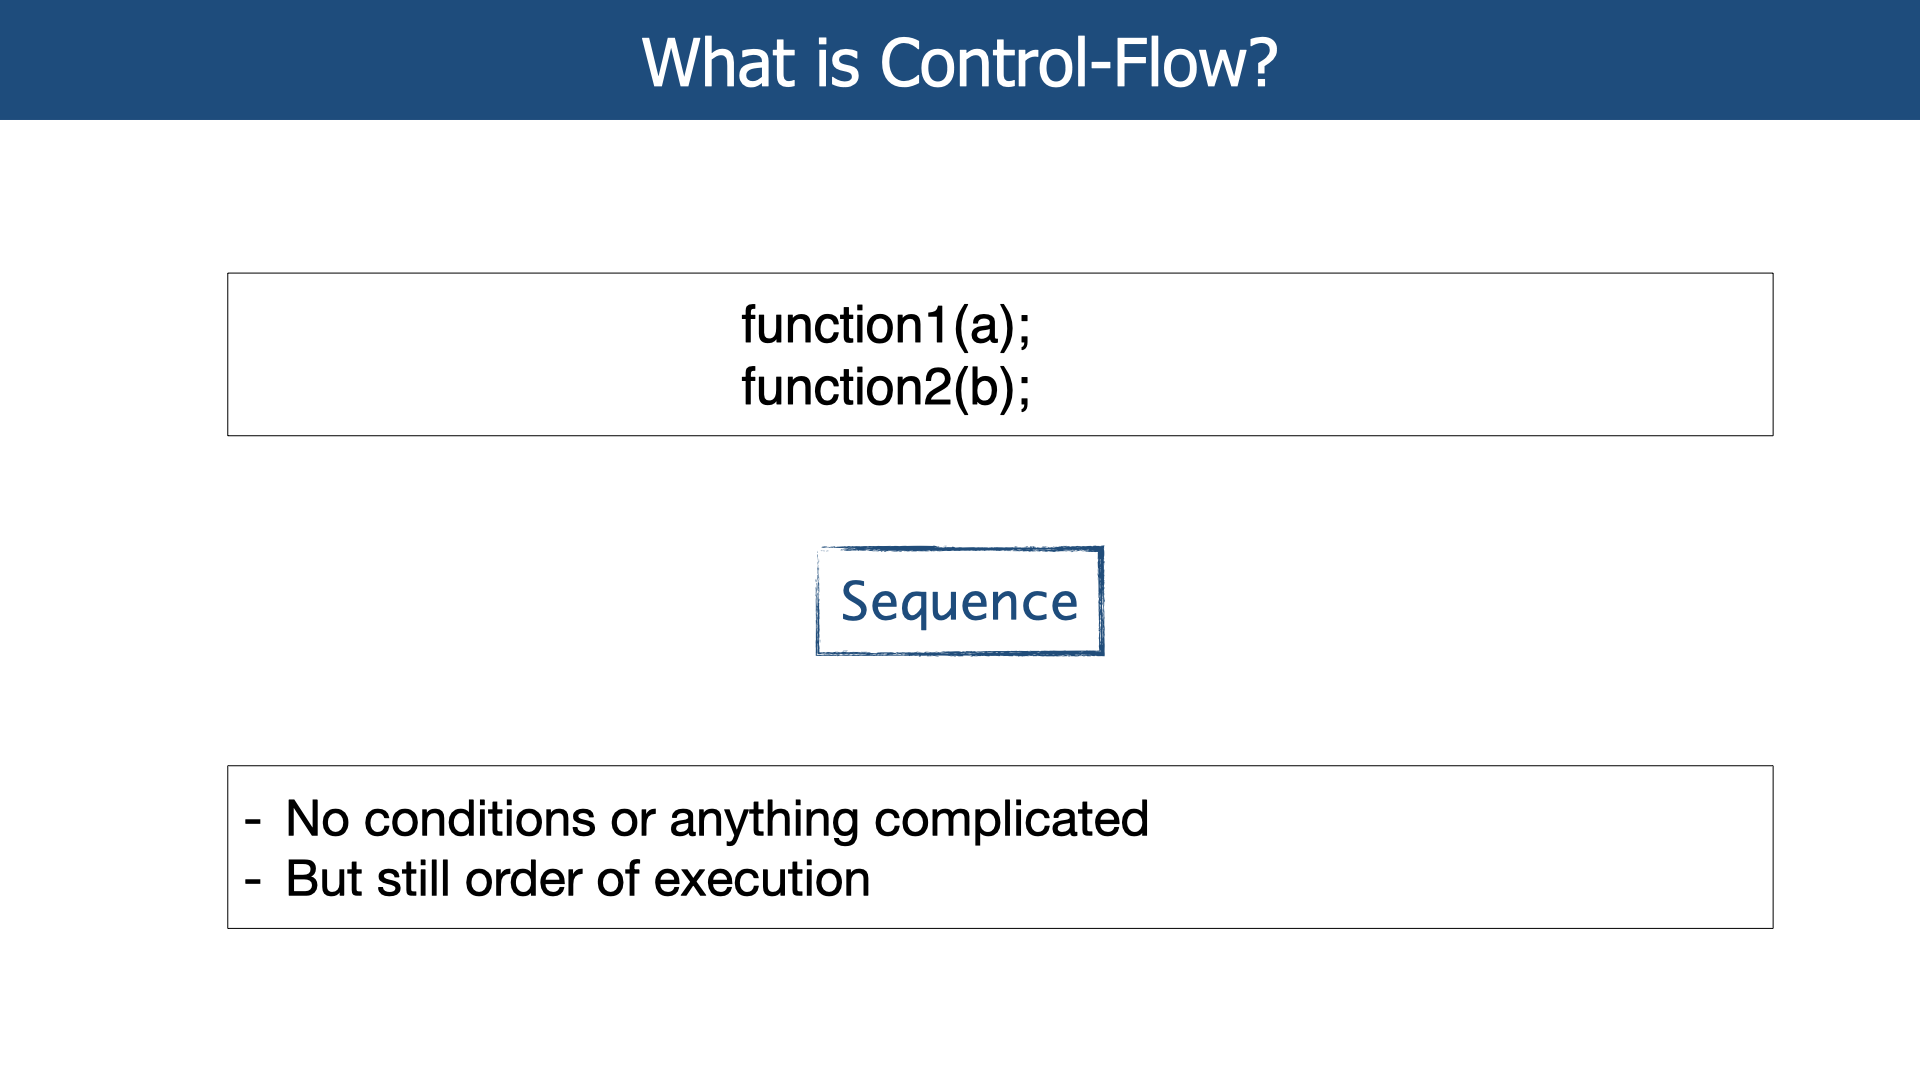 What is Control-Flow?
function1(a);
function2(b);
Sequence
- No conditions or anything complicated
- But still order of execution